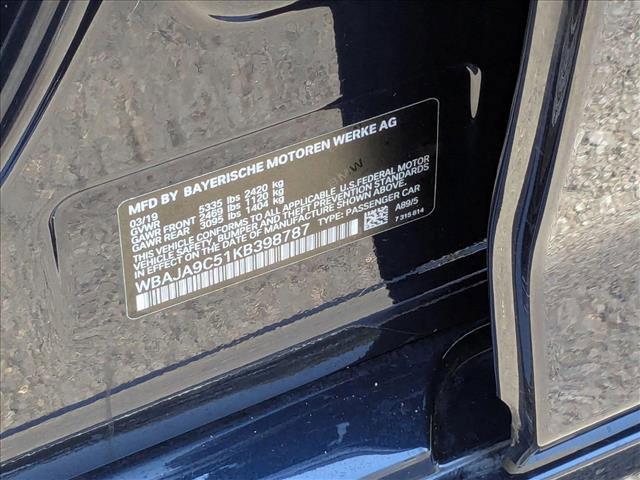 MFD BY BAYERISCHE MOTOREN WERKE AG
03/19
GVWR 5335 lbs 2420 kg
GAWR FRONT 2469 lbs 1120 kg
GAWR REAR 3095 lbs 1404 kg
THIS VEHICLE CONFORMS TO ALL APPLICABLE U.S.FEDERAL MOTOR
VEHICLE SAFETY, BUMPER AND THEFT PREVENTION STANDARDS
IN EFFECT ON THE DATE OF MANUFACTURE SHOWN ABOVE.
WBAJA9C51KB398787 TYPE: PASSENGER CAR
A89/5
7 315 814